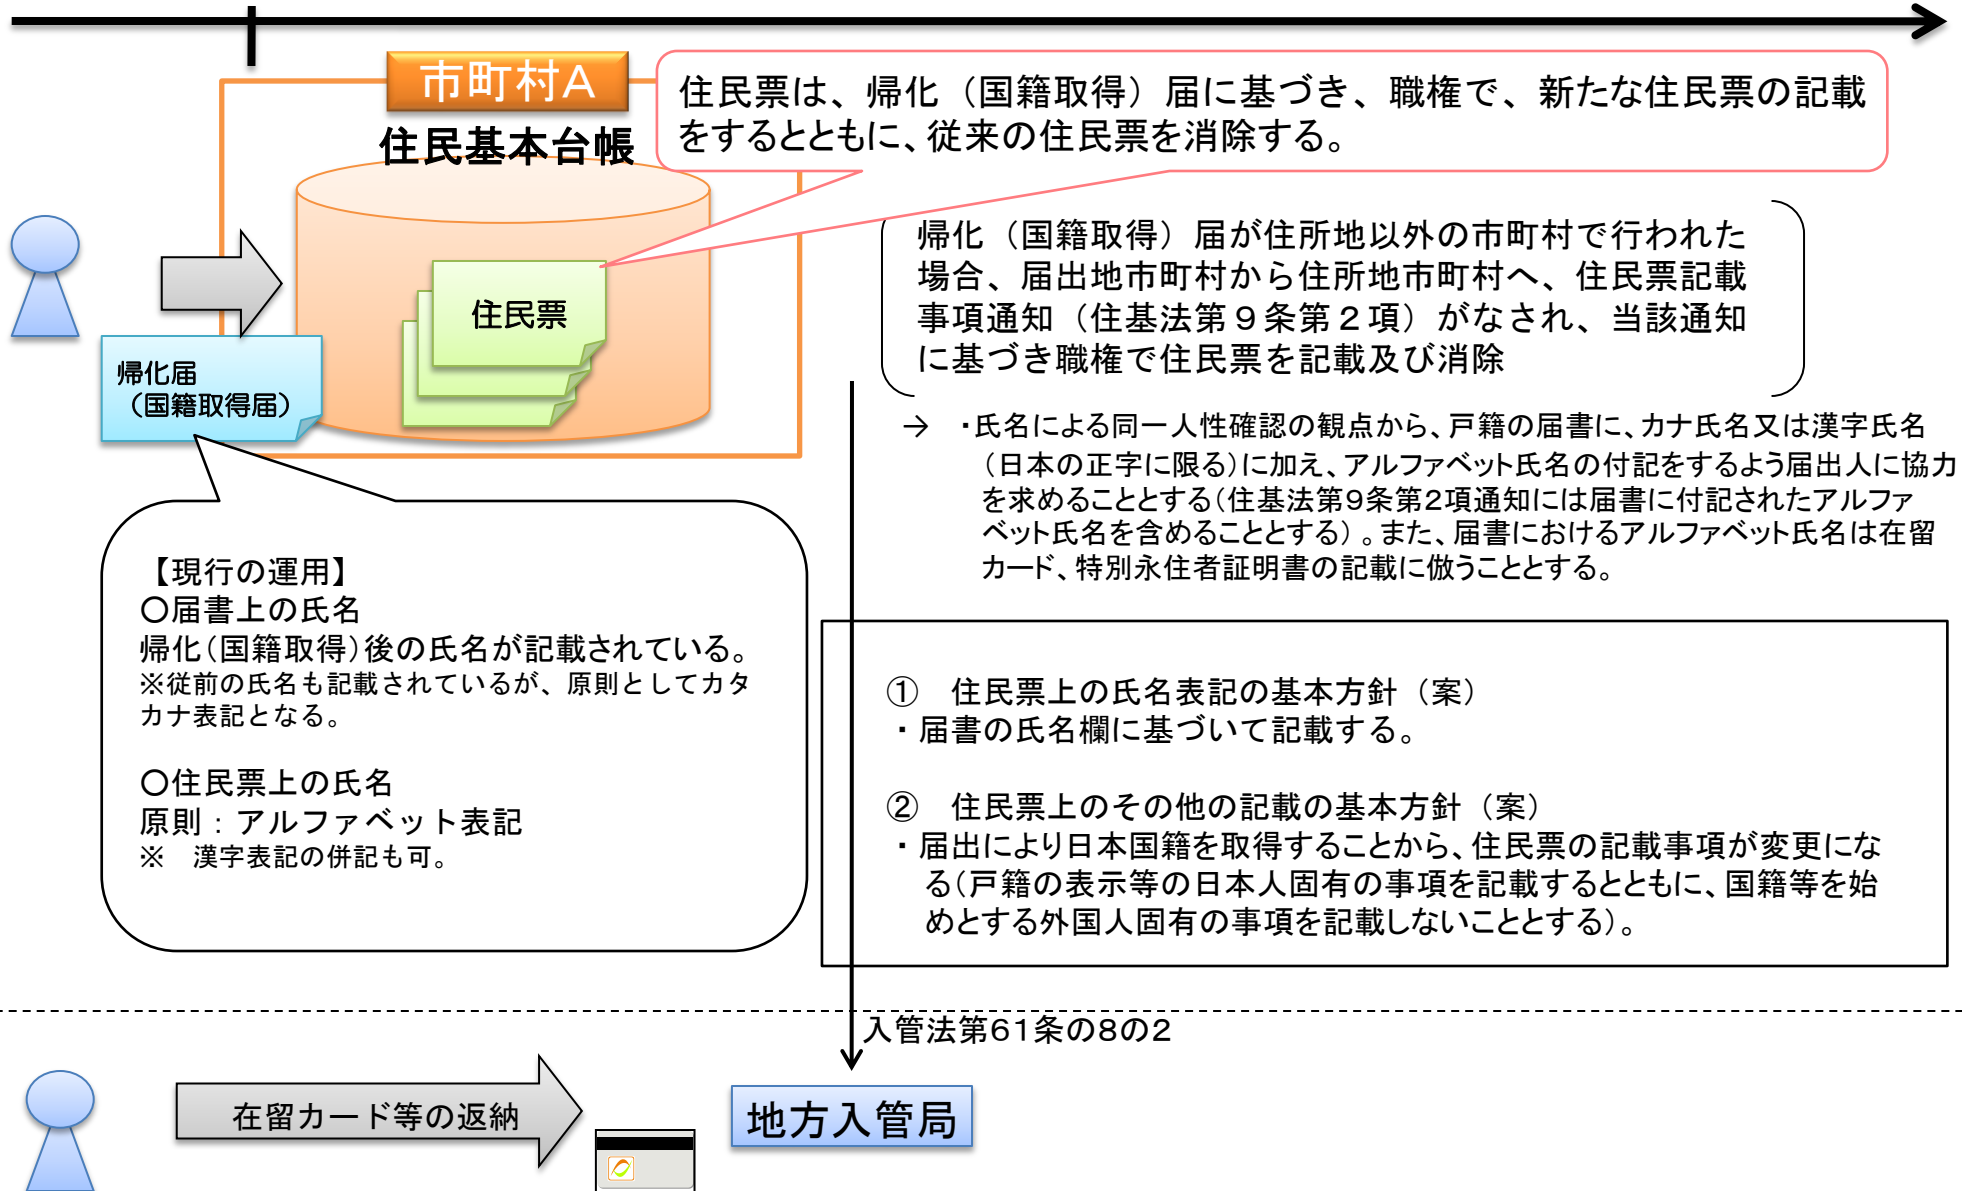 市町村A
住民基本台帳
住民票は、帰化（国籍取得）届に基づき、職権で、新たな住民票の記載
をするとともに、従来の住民票を消除する。
住民票
帰化届
（国籍取得届）
帰化（国籍取得）届が住所地以外の市町村で行われた
場合、届出地市町村から住所地市町村へ、住民票記載
事項通知（住基法第９条第２項）がなされ、当該通知
に基づき職権で住民票を記載及び消除
→　・氏名による同一人性確認の観点から、戸籍の届書に、カナ氏名又は漢字氏名
（日本の正字に限る）に加え、アルファベット氏名の付記をするよう届出人に協力
を求めることとする（住基法第９条第２項通知には届書に付記されたアルファ
ベット氏名を含めることとする）。また、届書におけるアルファベット氏名は在留
カード、特別永住者証明書の記載に倣うこととする。
【現行の運用】
○届書上の氏名
帰化（国籍取得）後の氏名が記載されている。
※従前の氏名も記載されているが、原則としてカタ
カナ表記となる。
○住民票上の氏名
原則：アルファベット表記
※　漢字表記の併記も可。
①　住民票上の氏名表記の基本方針（案）
・届書の氏名欄に基づいて記載する。
②　住民票上のその他の記載の基本方針（案）
・届出により日本国籍を取得することから、住民票の記載事項が変更にな
る（戸籍の表示等の日本人固有の事項を記載するとともに、国籍等を始
めとする外国人固有の事項を記載しないこととする）。
入管法第６１条の８の２
在留カード等の返納
地方入管局